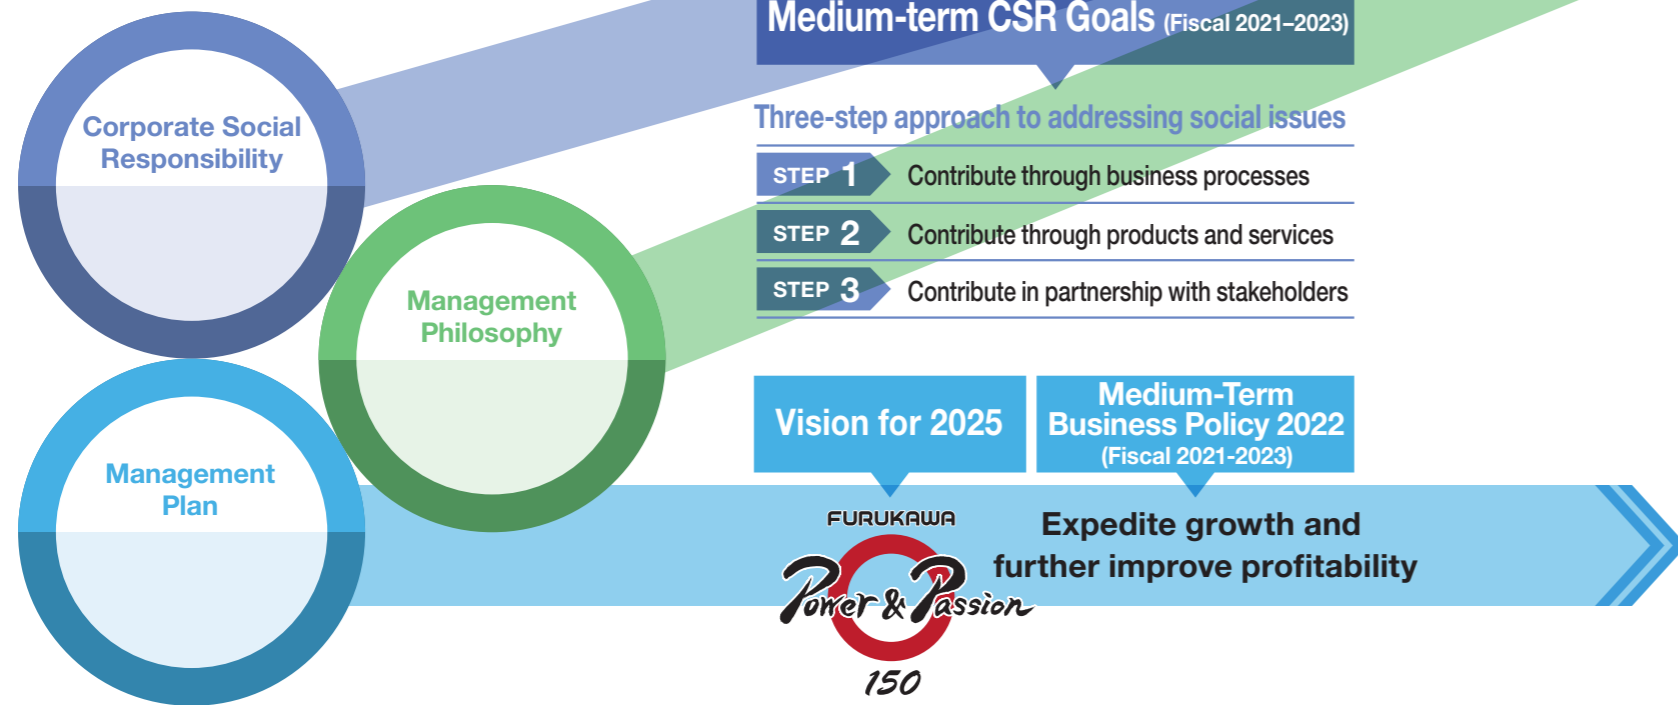 Corporate Social
Responsibility
Management
Philosophy
Management
Plan
Medium-term CSR Goals (Fiscal 2021–2023)
Three-step approach to addressing social issues
STEP 1 Contribute through business processes
STEP 2 Contribute through products and services
STEP 3 Contribute in partnership with stakeholders
Vision for 2025
Medium-Term
Business Policy 2022
(Fiscal 2021-2023)
FURUKAWA
Power & Passion
150
Expedite growth and
further improve profitability